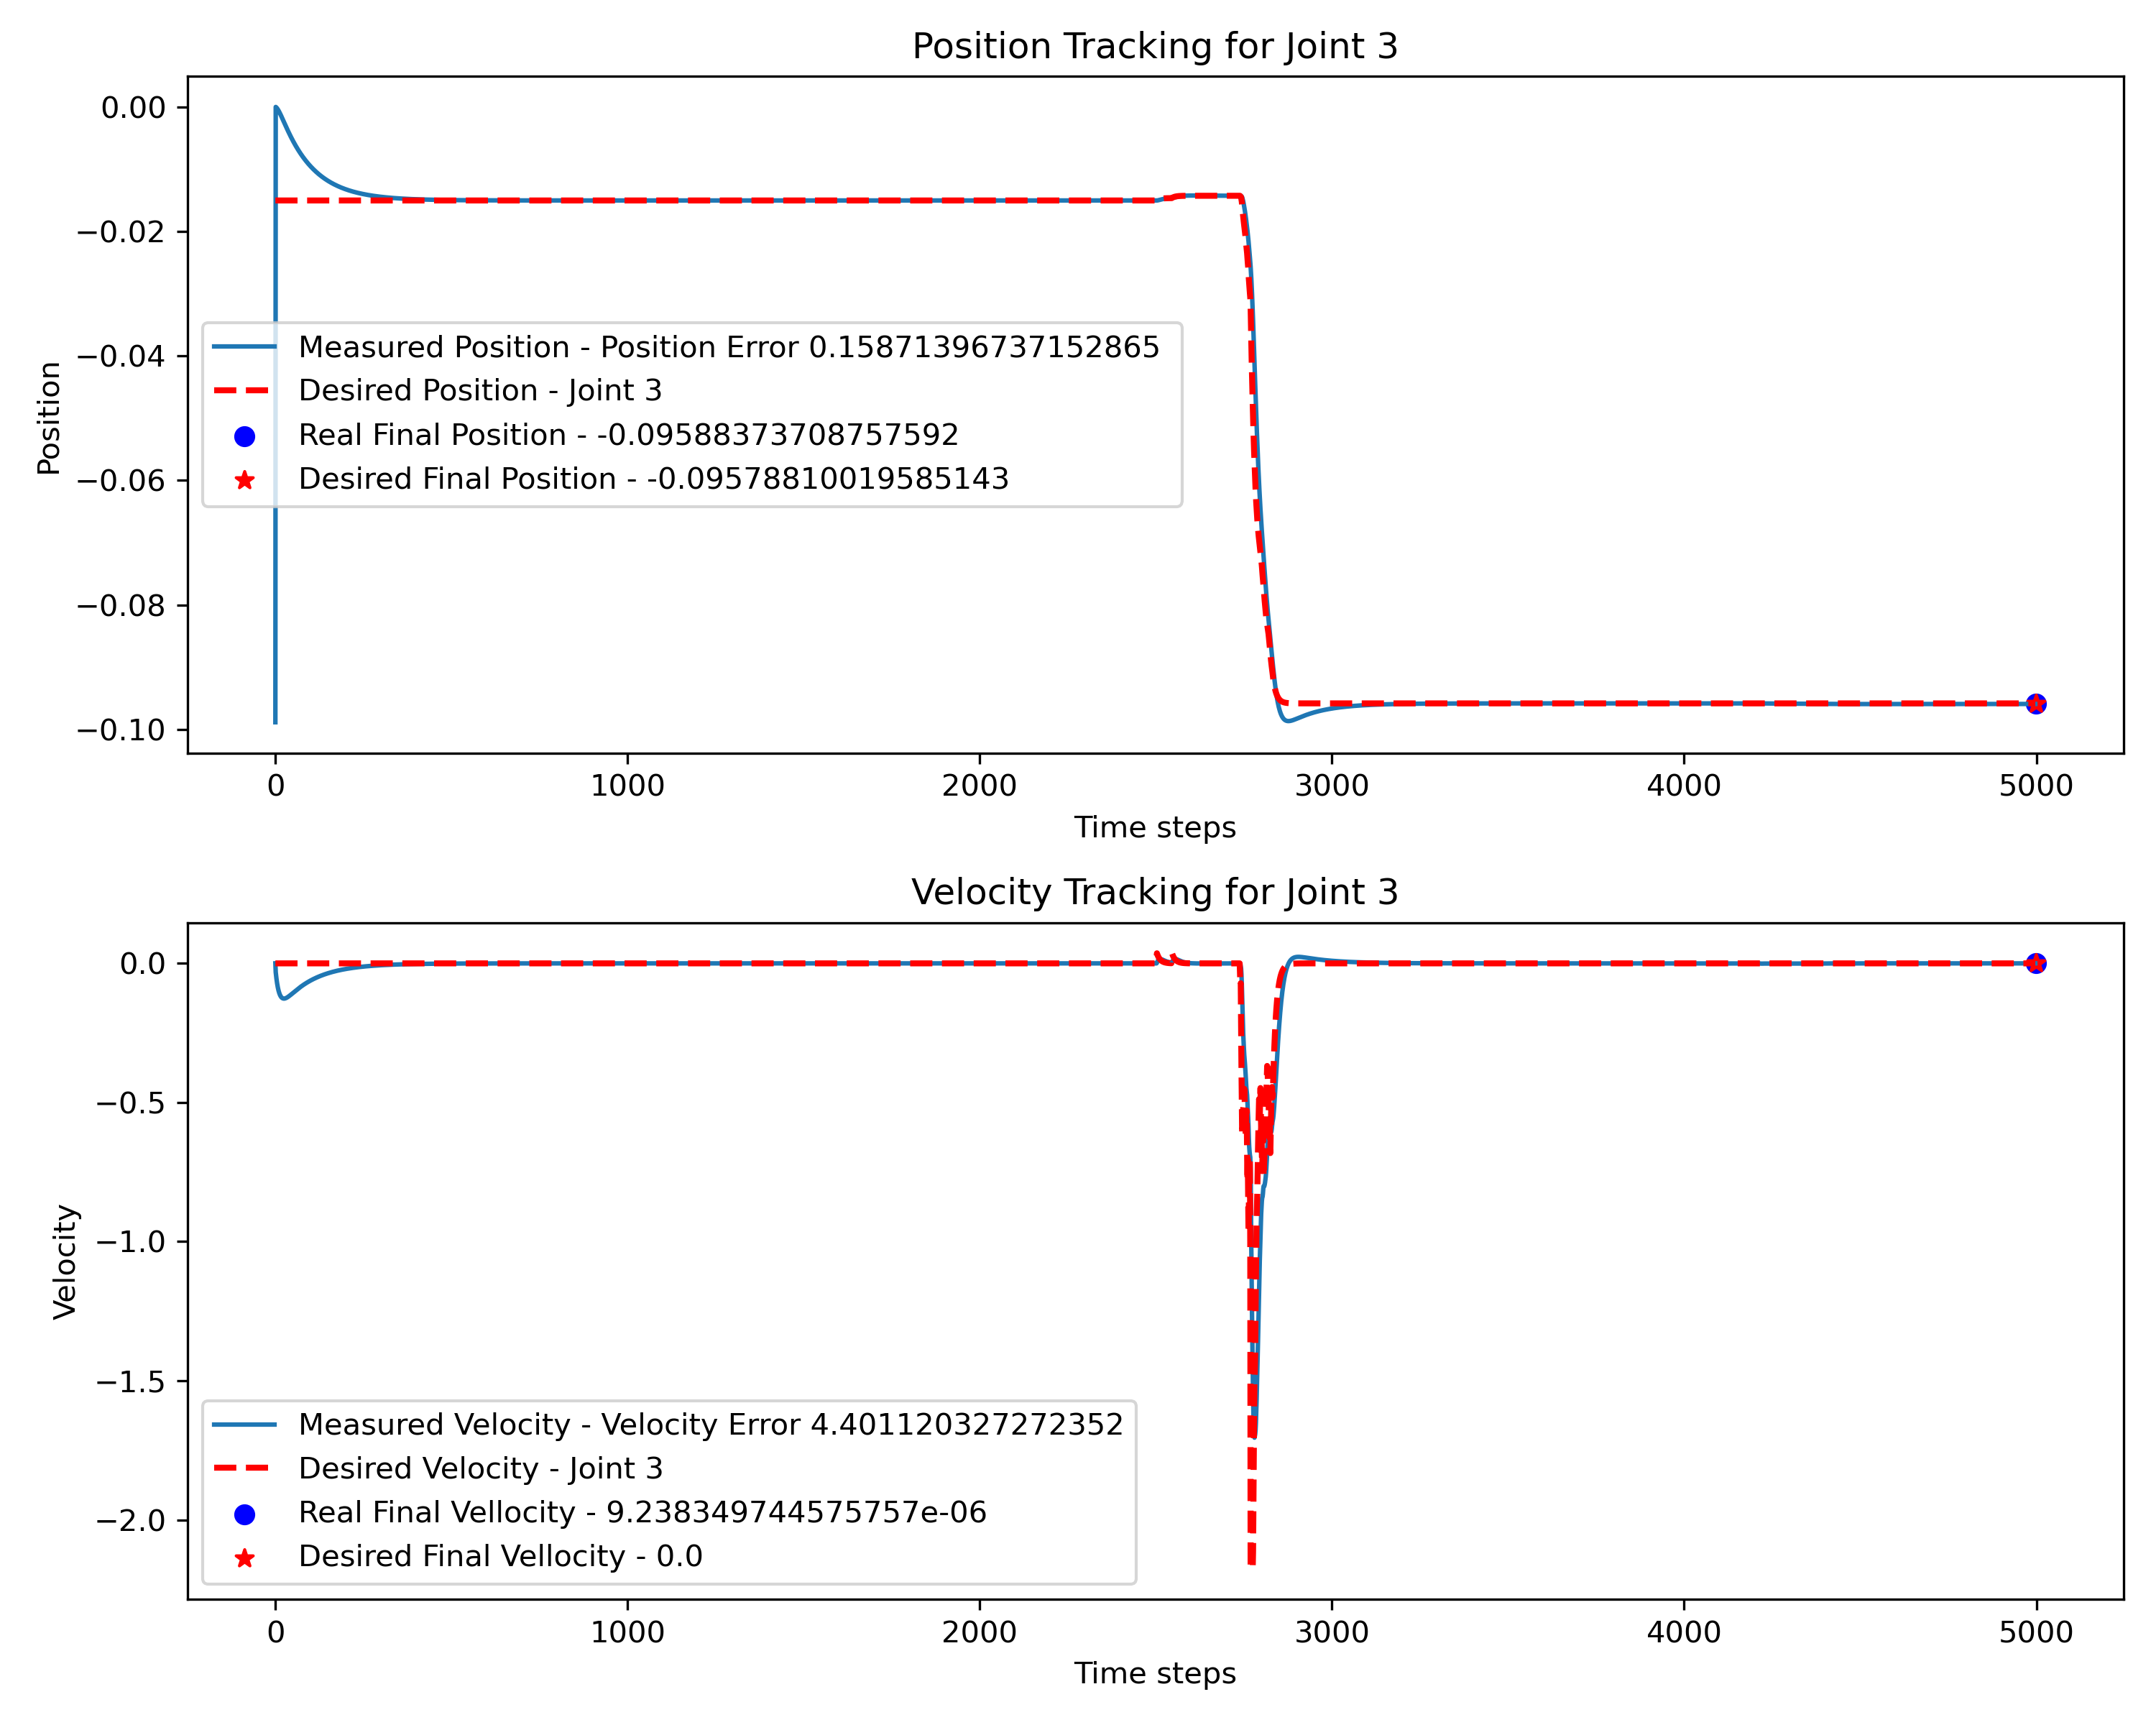 Position Tracking for Joint 3
0.00
−0.02
−0.04
−0.06
−0.08
−0.10
Position
Measured Position - Position Error 0.15871396737152865
Desired Position - Joint 3
Real Final Position - -0.09588373708757592
Desired Final Position - -0.09578810019585143
0 1000 2000 3000 4000 5000
Time steps
Velocity Tracking for Joint 3
0.0
−0.5
−1.0
−1.5
−2.0
Velocity
Measured Velocity - Velocity Error 4.401120327272352
Desired Velocity - Joint 3
Real Final Vellocity - 9.238349744575757e-06
Desired Final Vellocity - 0.0
0 1000 2000 3000 4000 5000
Time steps